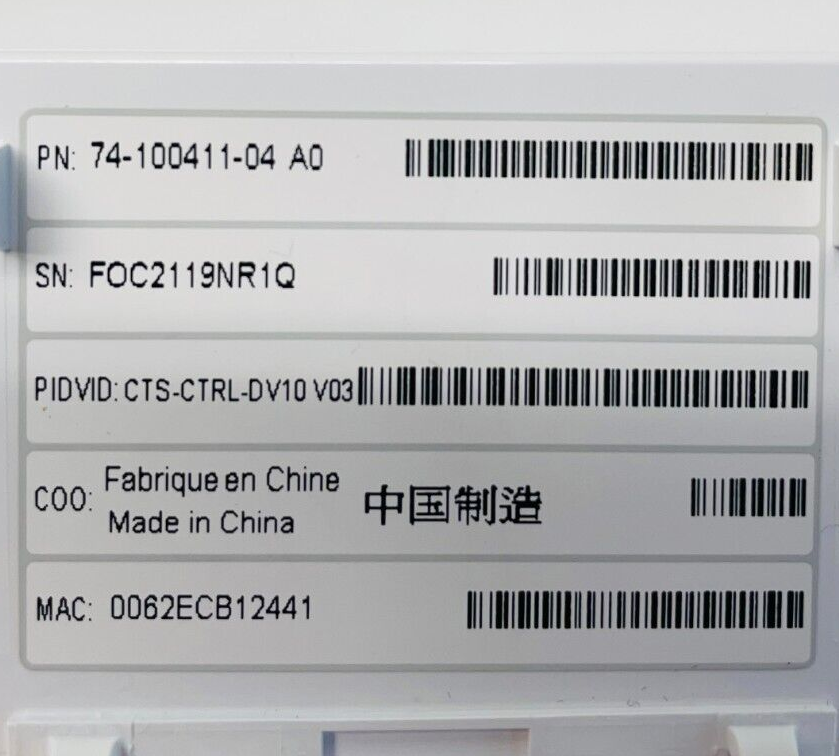 PN: 74-100411-04 A0
SN: FOC2119NR1Q
PIDVID: CTS-CTRL-DV10 V03
COO: Fabrique en Chine
Made in China
中国制造
MAC: 0062ECB12441